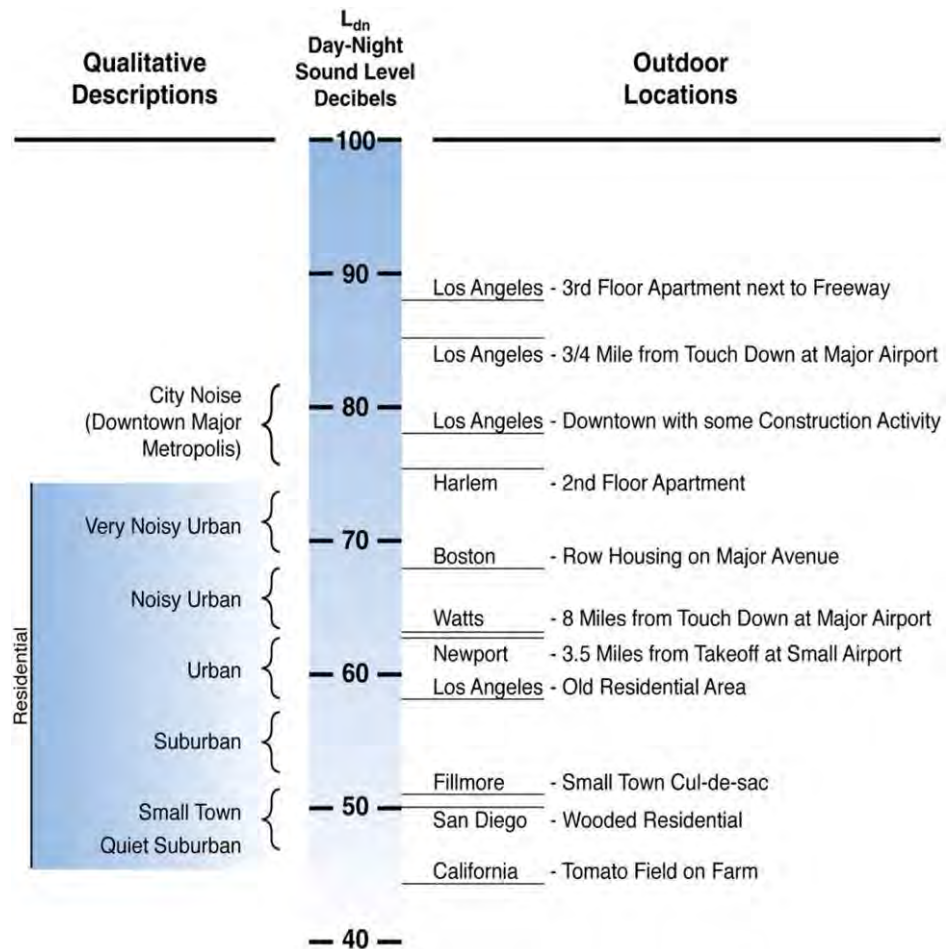 L_dn
Day-Night
Sound Level
Decibels
Qualitative
Descriptions
Outdoor
Locations
100
90
Los Angeles - 3rd Floor Apartment next to Freeway
Los Angeles - 3/4 Mile from Touch Down at Major Airport
City Noise
(Downtown Major
Metropolis)
80
Los Angeles - Downtown with some Construction Activity
Harlem - 2nd Floor Apartment
Very Noisy Urban
70
Boston - Row Housing on Major Avenue
Noisy Urban
Watts - 8 Miles from Touch Down at Major Airport
Newport - 3.5 Miles from Takeoff at Small Airport
Urban
60
Los Angeles - Old Residential Area
Residential
Suburban
Fillmore - Small Town Cul-de-sac
50
Small Town
Quiet Suburban
San Diego - Wooded Residential
California - Tomato Field on Farm
40